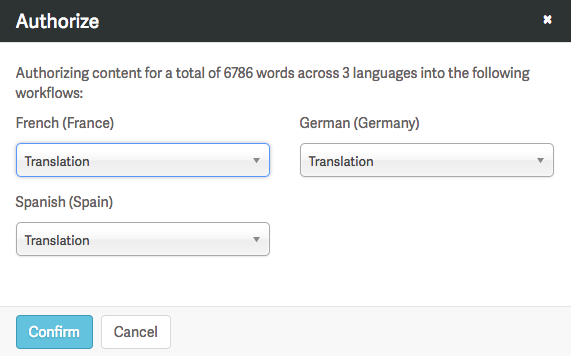 Authorize
Authorizing content for a total of 6786 words across 3 languages into the following
workflows:
French (France)
German (Germany)
Translation
Translation
Spanish (Spain)
Translation
Confirm
Cancel